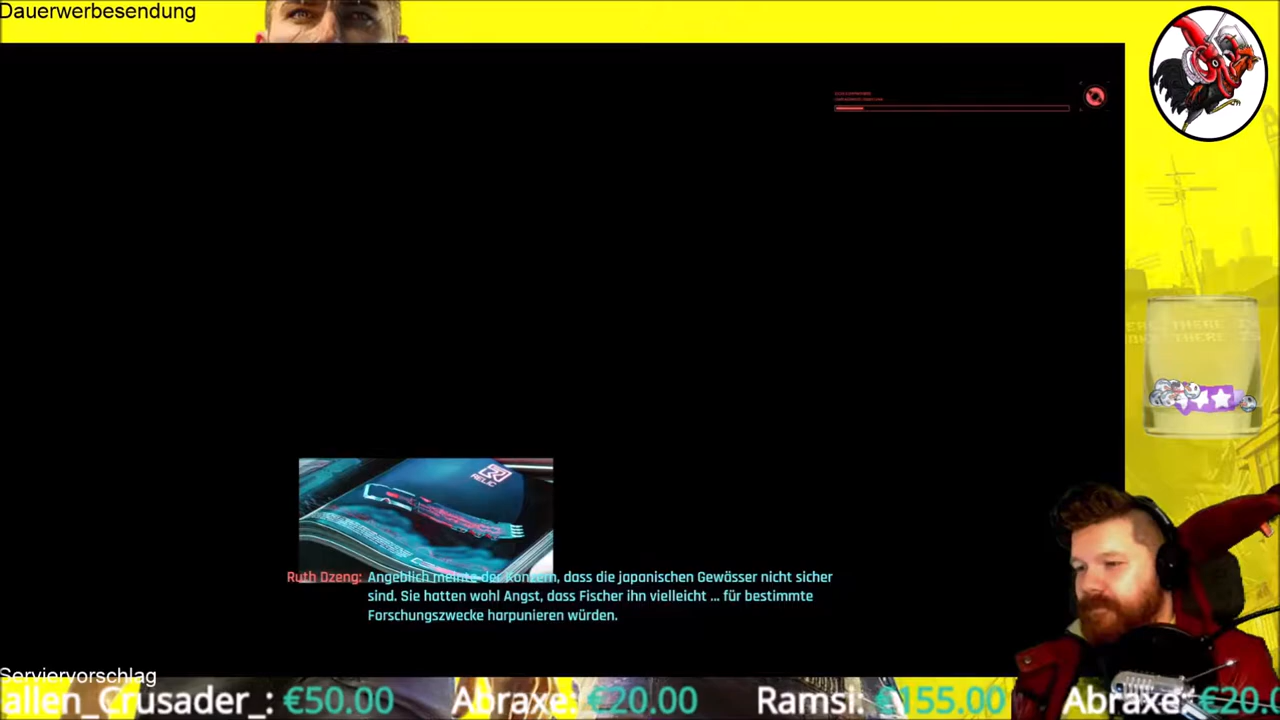 Dauerwerbesendung
RELIC
Ruth Dzeng: Angeblich meinte der Konzern, dass die japanischen Gewässer nicht sicher
sind. Sie hatten wohl Angst, dass Fischer ihn vielleicht ... für bestimmte
Forschungszwecke harpunieren würden.
Serviervorschlag
allen_Crusader_: €50.00 Abraxe: €20.00 Ramsi: €155.00 Abraxe: €20.0